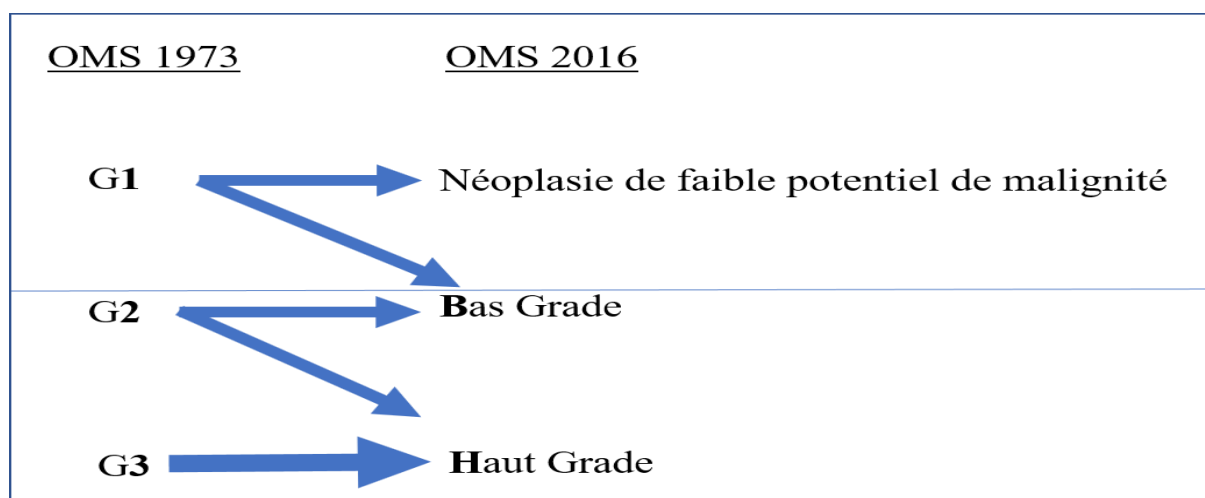 OMS 1973 OMS 2016
G1 Néoplasie de faible potentiel de malignité
G2 Bas Grade
G3 Haut Grade